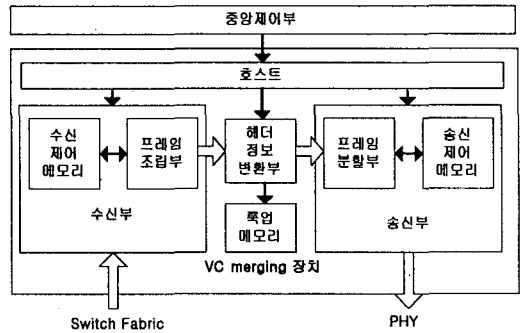 중앙제어부
호스트
수신
제어
메모리
프레임
조립부
수신부
헤더
정보
변환부
룩업
메모리
프레임
분할부
송신
제어
메모리
송신부
VC merging 장치
Switch Fabric
PHY